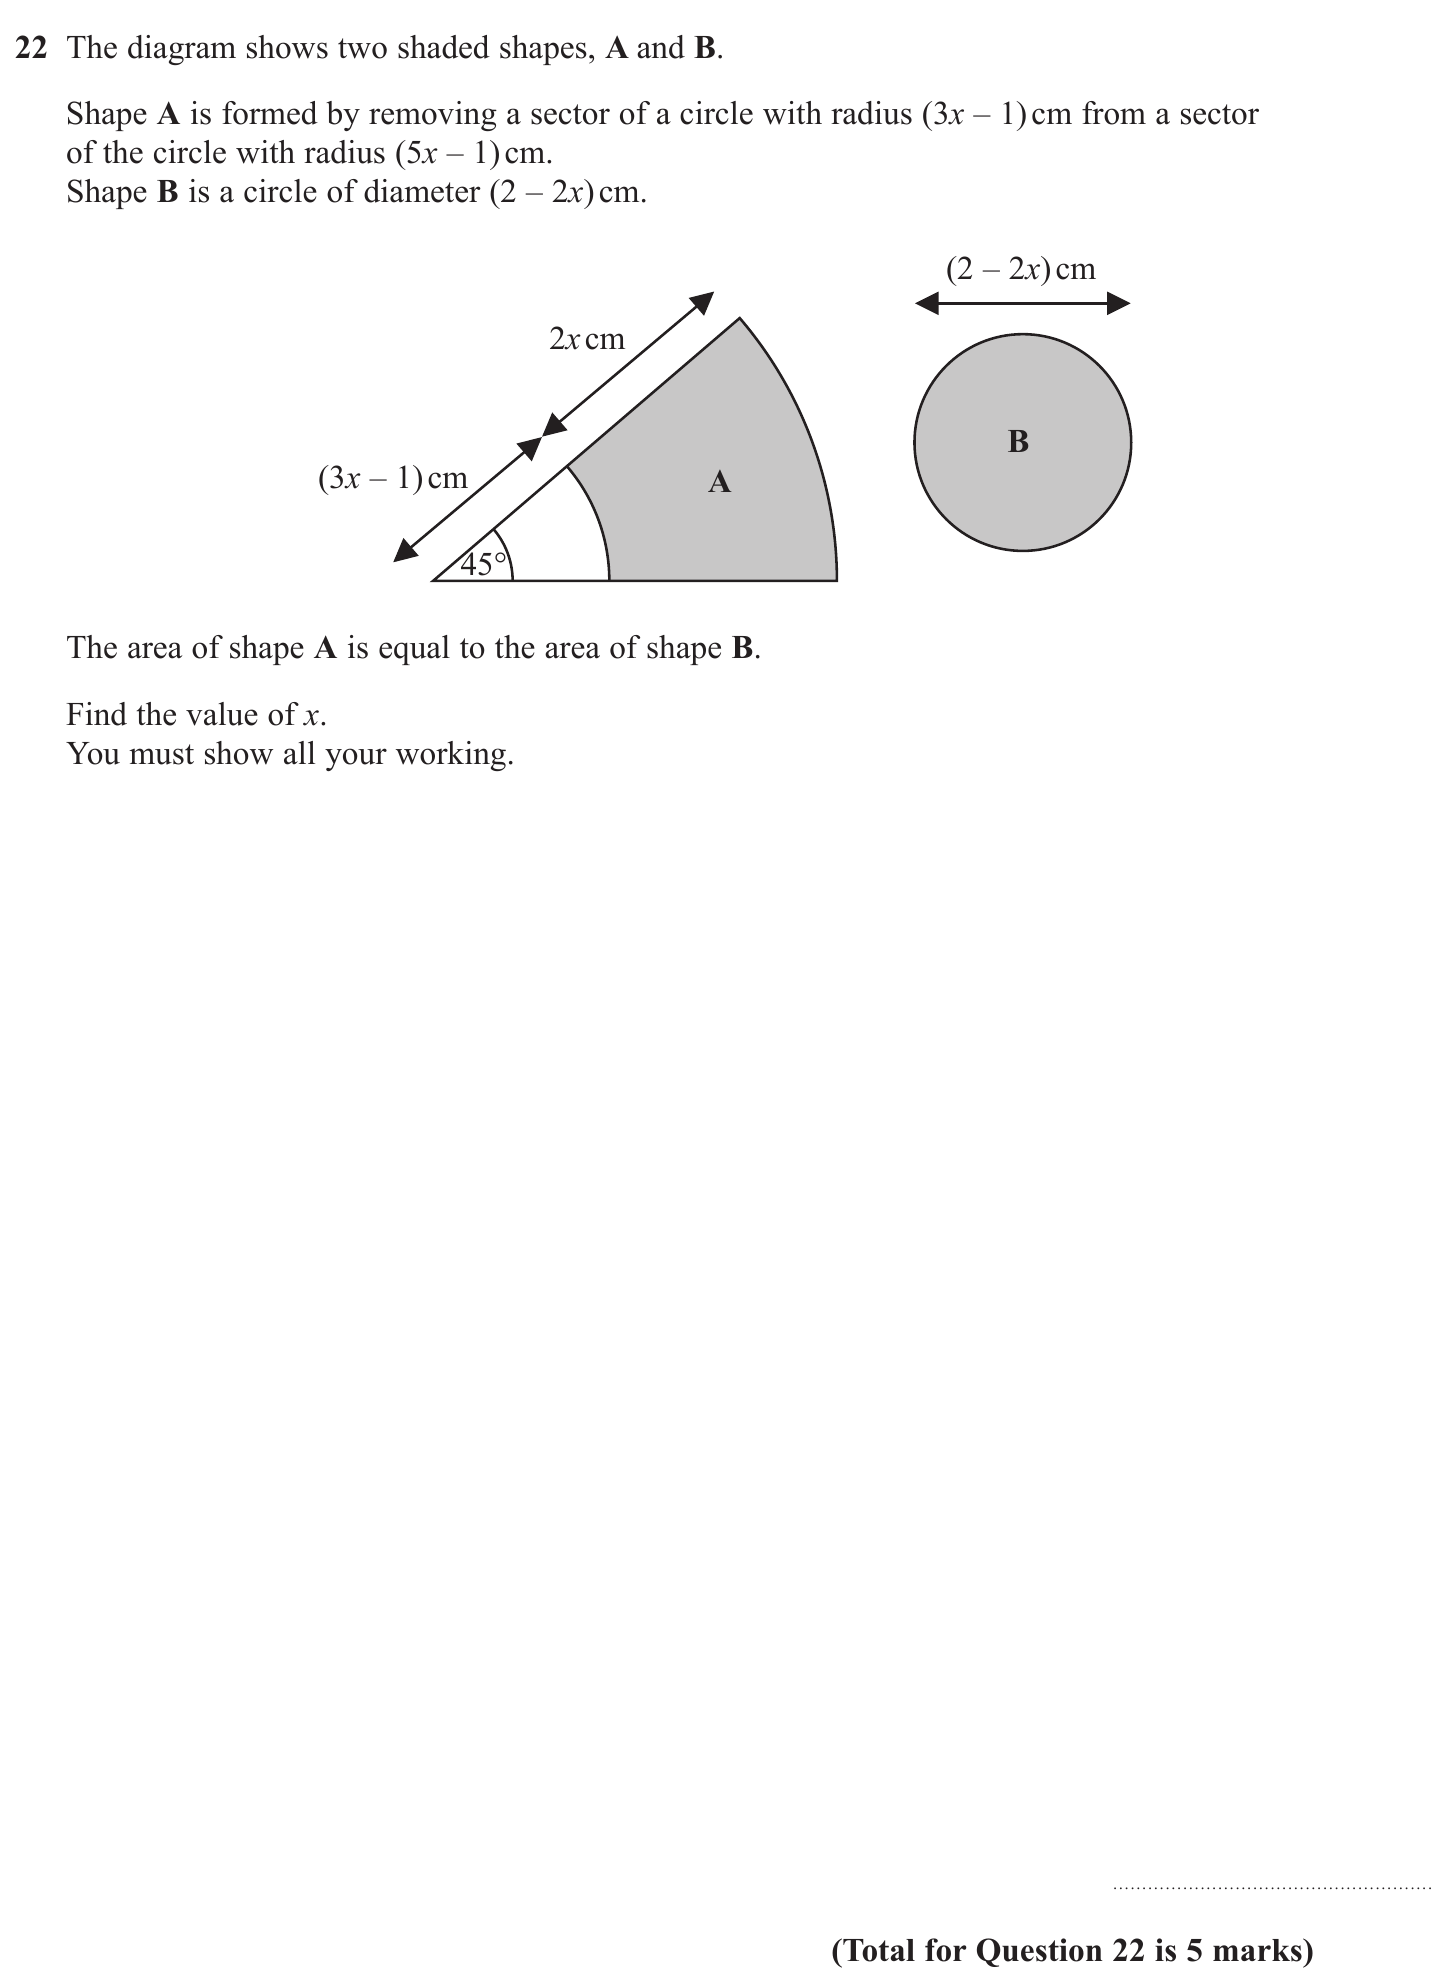 22 The diagram shows two shaded shapes, A and B.
Shape A is formed by removing a sector of a circle with radius (3x – 1) cm from a sector
of the circle with radius (5x – 1) cm.
Shape B is a circle of diameter (2 – 2x) cm.
(2 – 2x) cm
2x cm
B
(3x – 1) cm
A
45°
The area of shape A is equal to the area of shape B.
Find the value of x.
You must show all your working.
(Total for Question 22 is 5 marks)